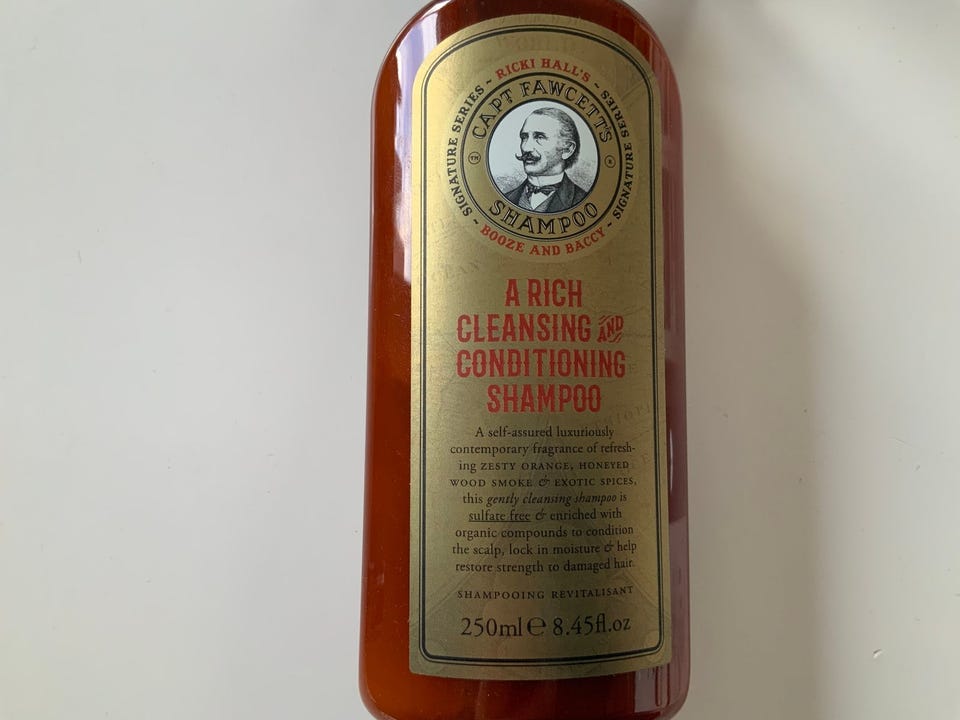 SIGNATURE SERIES ~ RICKI HALL'S ~ SIGNATURE SERIES ~ BOOZE AND BACCY ~
CAPT FAWCETT'S
TM
R
SHAMPOO
A RICH
CLEANSING AND
CONDITIONING
SHAMPOO
A self-assured luxuriously
contemporary fragrance of refresh-
ing ZESTY ORANGE, HONEYED
WOOD SMOKE & EXOTIC SPICES,
this gently cleansing shampoo is
sulfate free & enriched with
organic compounds to condition
the scalp, lock in moisture & help
restore strength to damaged hair.
SHAMPOOING REVITALISANT
250ml℮ 8.45fl.oz